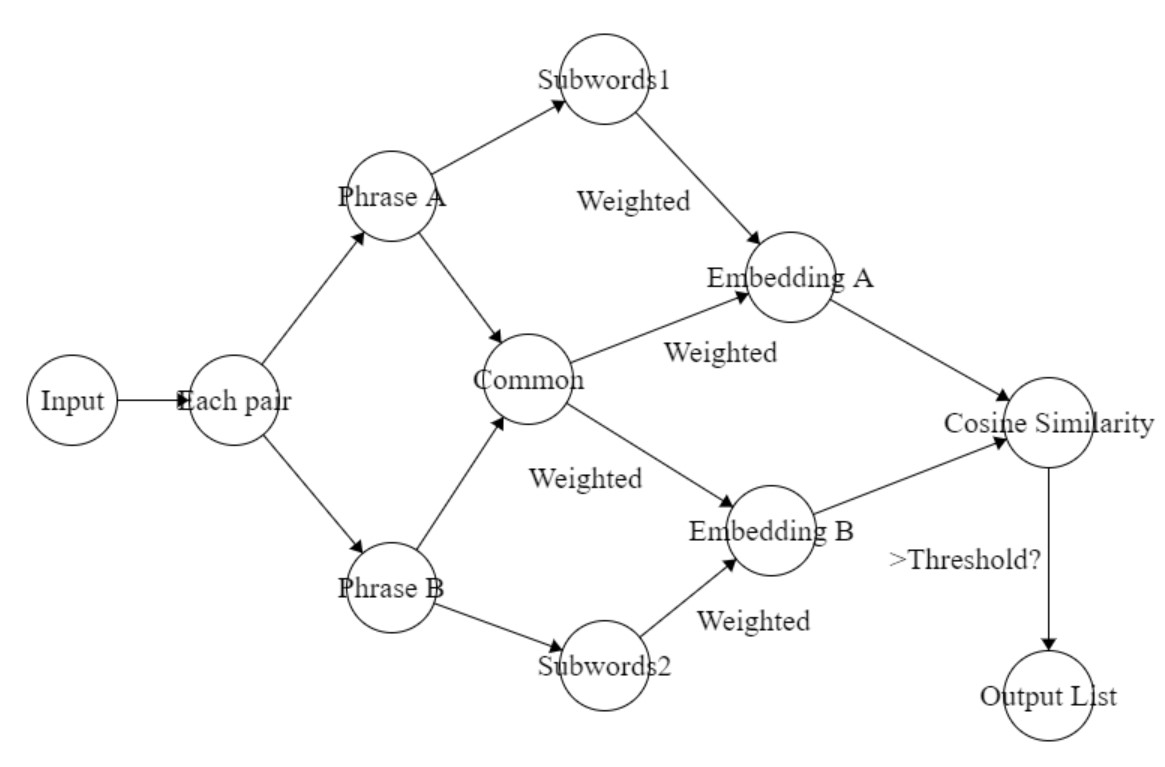 Subwords1
Phrase A
Weighted
Embedding A
Weighted
Common
Input
Each pair
Cosine Similarity
Weighted
Embedding B
>Threshold?
Phrase B
Weighted
Subwords2
Output List